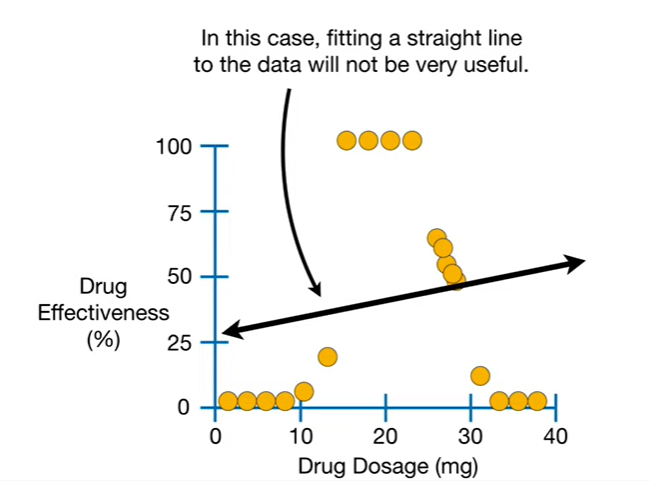 In this case, fitting a straight line
to the data will not be very useful.
100
75
50
25
0
Drug
Effectiveness
(%)
0 10 20 30 40
Drug Dosage (mg)